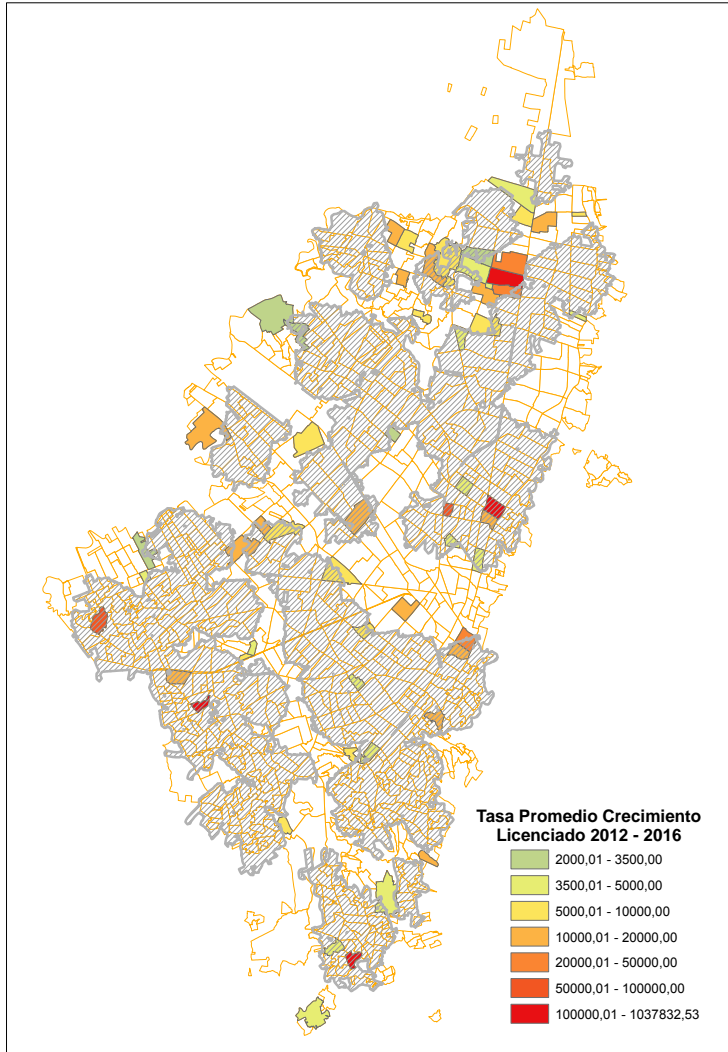 Tasa Promedio Crecimiento
Licenciado 2012 - 2016
2000,01 - 3500,00
3500,01 - 5000,00
5000,01 - 10000,00
10000,01 - 20000,00
20000,01 - 50000,00
50000,01 - 100000,00
100000,01 - 1037832,53